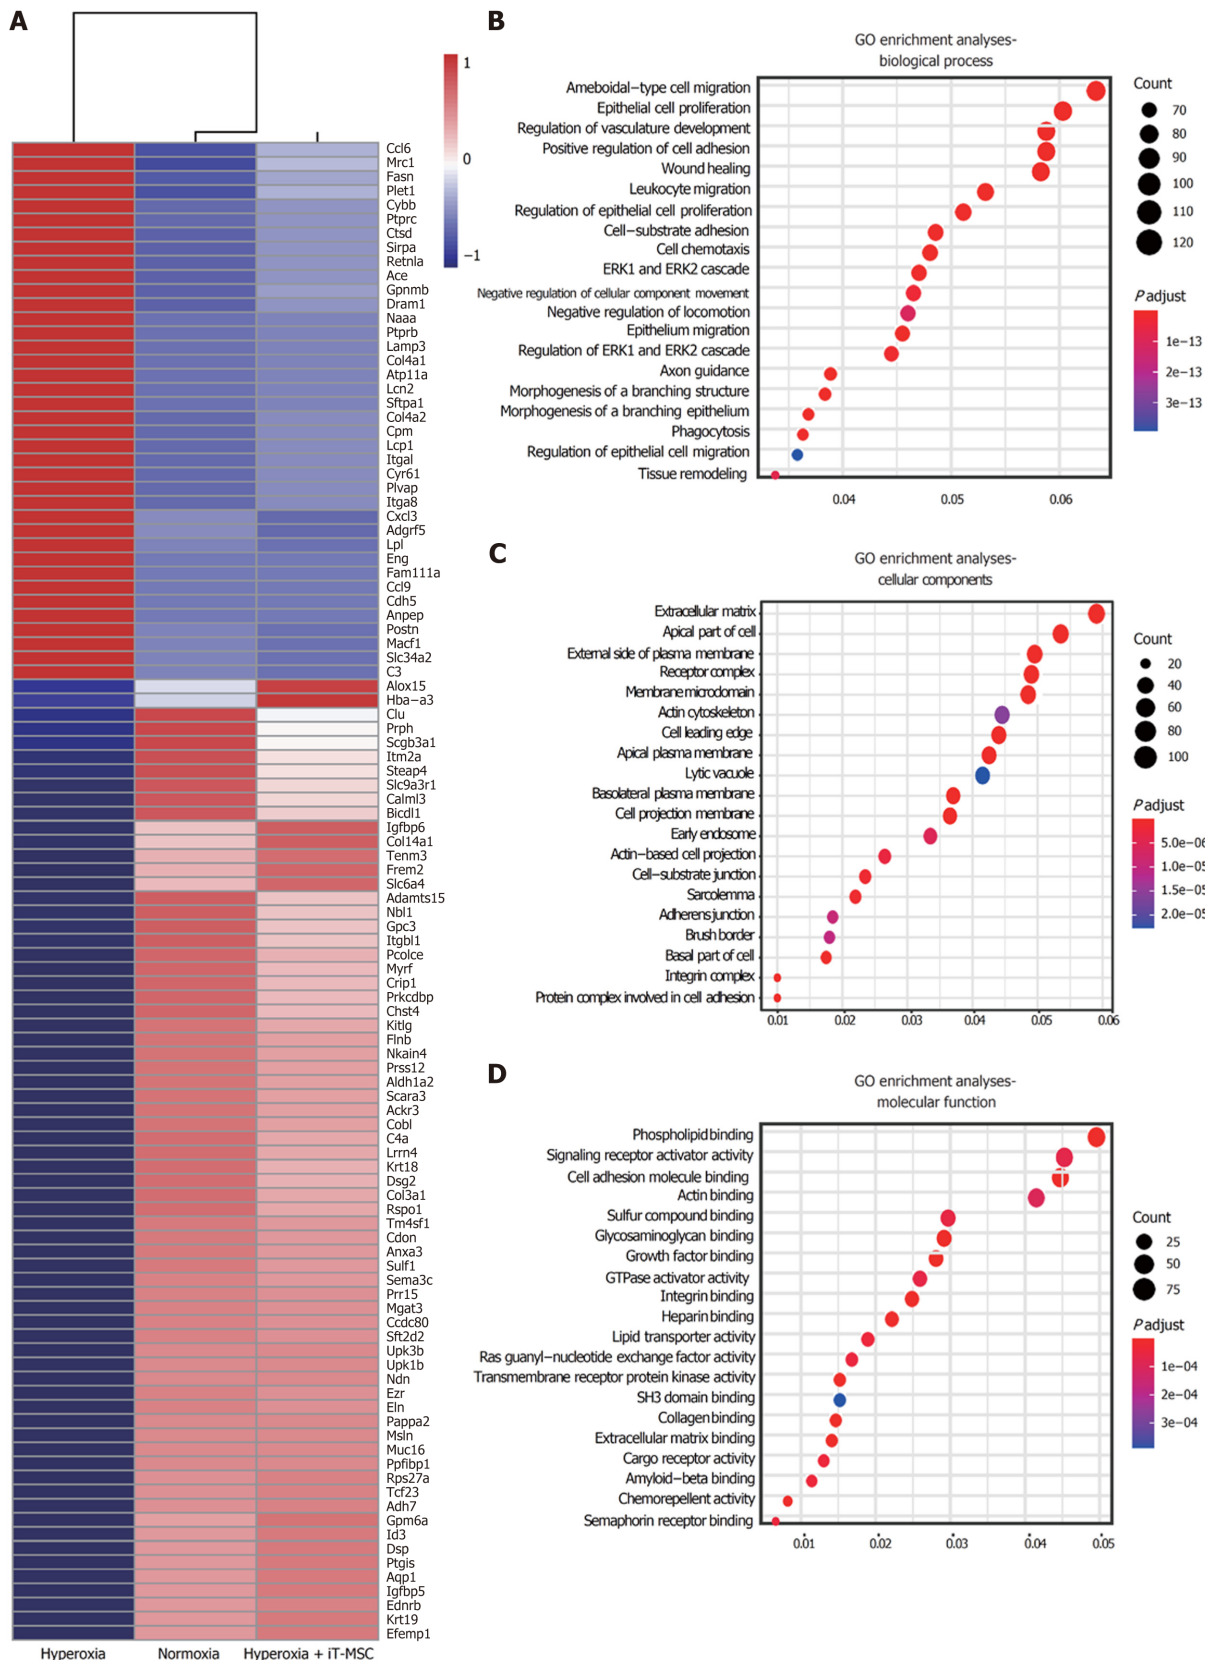 A
1
0
−1
Ccl6
Mrc1
Fasn
Plet1
Cybb
Ptprc
Ctsd
Sirpa
Retnla
Ace
Gpnmb
Dram1
Naaa
Ptprb
Lamp3
Col4a1
Atp11a
Lcn2
Sftpa1
Col4a2
Cpm
Lcp1
Itgal
Cyr61
Plvap
Itga8
Cxcl3
Adgrf5
Lpl
Eng
Fam111a
Ccl9
Cdh5
Anpep
Postn
Macf1
Slc34a2
C3
Alox15
Hba−a3
Clu
Prph
Scgb3a1
Itm2a
Steap4
Slc9a3r1
Calml3
Bicdl1
Igfbp6
Col14a1
Tenm3
Frem2
Slc6a4
Adamts15
Nbl1
Gpc3
Itgbl1
Pcolce
Myrf
Crip1
Prkcdbp
Chst4
Kitlg
Flnb
Nkain4
Prss12
Aldh1a2
Scara3
Ackr3
Cobl
C4a
Lrrn4
Krt18
Dsg2
Col3a1
Rspo1
Tm4sf1
Cdon
Anxa3
Sulf1
Sema3c
Prr15
Mgat3
Ccdc80
Sft2d2
Upk3b
Upk1b
Ndn
Ezr
Eln
Pappa2
Msln
Muc16
Ppfibp1
Rps27a
Tcf23
Adh7
Gpm6a
Id3
Dsp
Ptgis
Aqp1
Igfbp5
Ednrb
Krt19
Efemp1
Hyperoxia Normoxia Hyperoxia + iT-MSC
B
GO enrichment analyses-
biological process
Ameboidal−type cell migration
Epithelial cell proliferation
Regulation of vasculature development
Positive regulation of cell adhesion
Wound healing
Leukocyte migration
Regulation of epithelial cell proliferation
Cell−substrate adhesion
Cell chemotaxis
ERK1 and ERK2 cascade
Negative regulation of cellular component movement
Negative regulation of locomotion
Epithelium migration
Regulation of ERK1 and ERK2 cascade
Axon guidance
Morphogenesis of a branching structure
Morphogenesis of a branching epithelium
Phagocytosis
Regulation of epithelial cell migration
Tissue remodeling
0.04 0.05 0.06
Count
70
80
90
100
110
120
P adjust
1e−13
2e−13
3e−13
C
GO enrichment analyses-
cellular components
Extracellular matrix
Apical part of cell
External side of plasma membrane
Receptor complex
Membrane microdomain
Actin cytoskeleton
Cell leading edge
Apical plasma membrane
Lytic vacuole
Basolateral plasma membrane
Cell projection membrane
Early endosome
Actin−based cell projection
Cell−substrate junction
Sarcolemma
Adherens junction
Brush border
Basal part of cell
Integrin complex
Protein complex involved in cell adhesion
0.01 0.02 0.03 0.04 0.05 0.06
Count
20
40
60
80
100
P adjust
5.0e−06
1.0e−05
1.5e−05
2.0e−05
D
GO enrichment analyses-
molecular function
Phospholipid binding
Signaling receptor activator activity
Cell adhesion molecule binding
Actin binding
Sulfur compound binding
Glycosaminoglycan binding
Growth factor binding
GTPase activator activity
Integrin binding
Heparin binding
Lipid transporter activity
Ras guanyl−nucleotide exchange factor activity
Transmembrane receptor protein kinase activity
SH3 domain binding
Collagen binding
Extracellular matrix binding
Cargo receptor activity
Amyloid−beta binding
Chemorepellent activity
Semaphorin receptor binding
0.01 0.02 0.03 0.04 0.05
Count
25
50
75
P adjust
1e−04
2e−04
3e−04